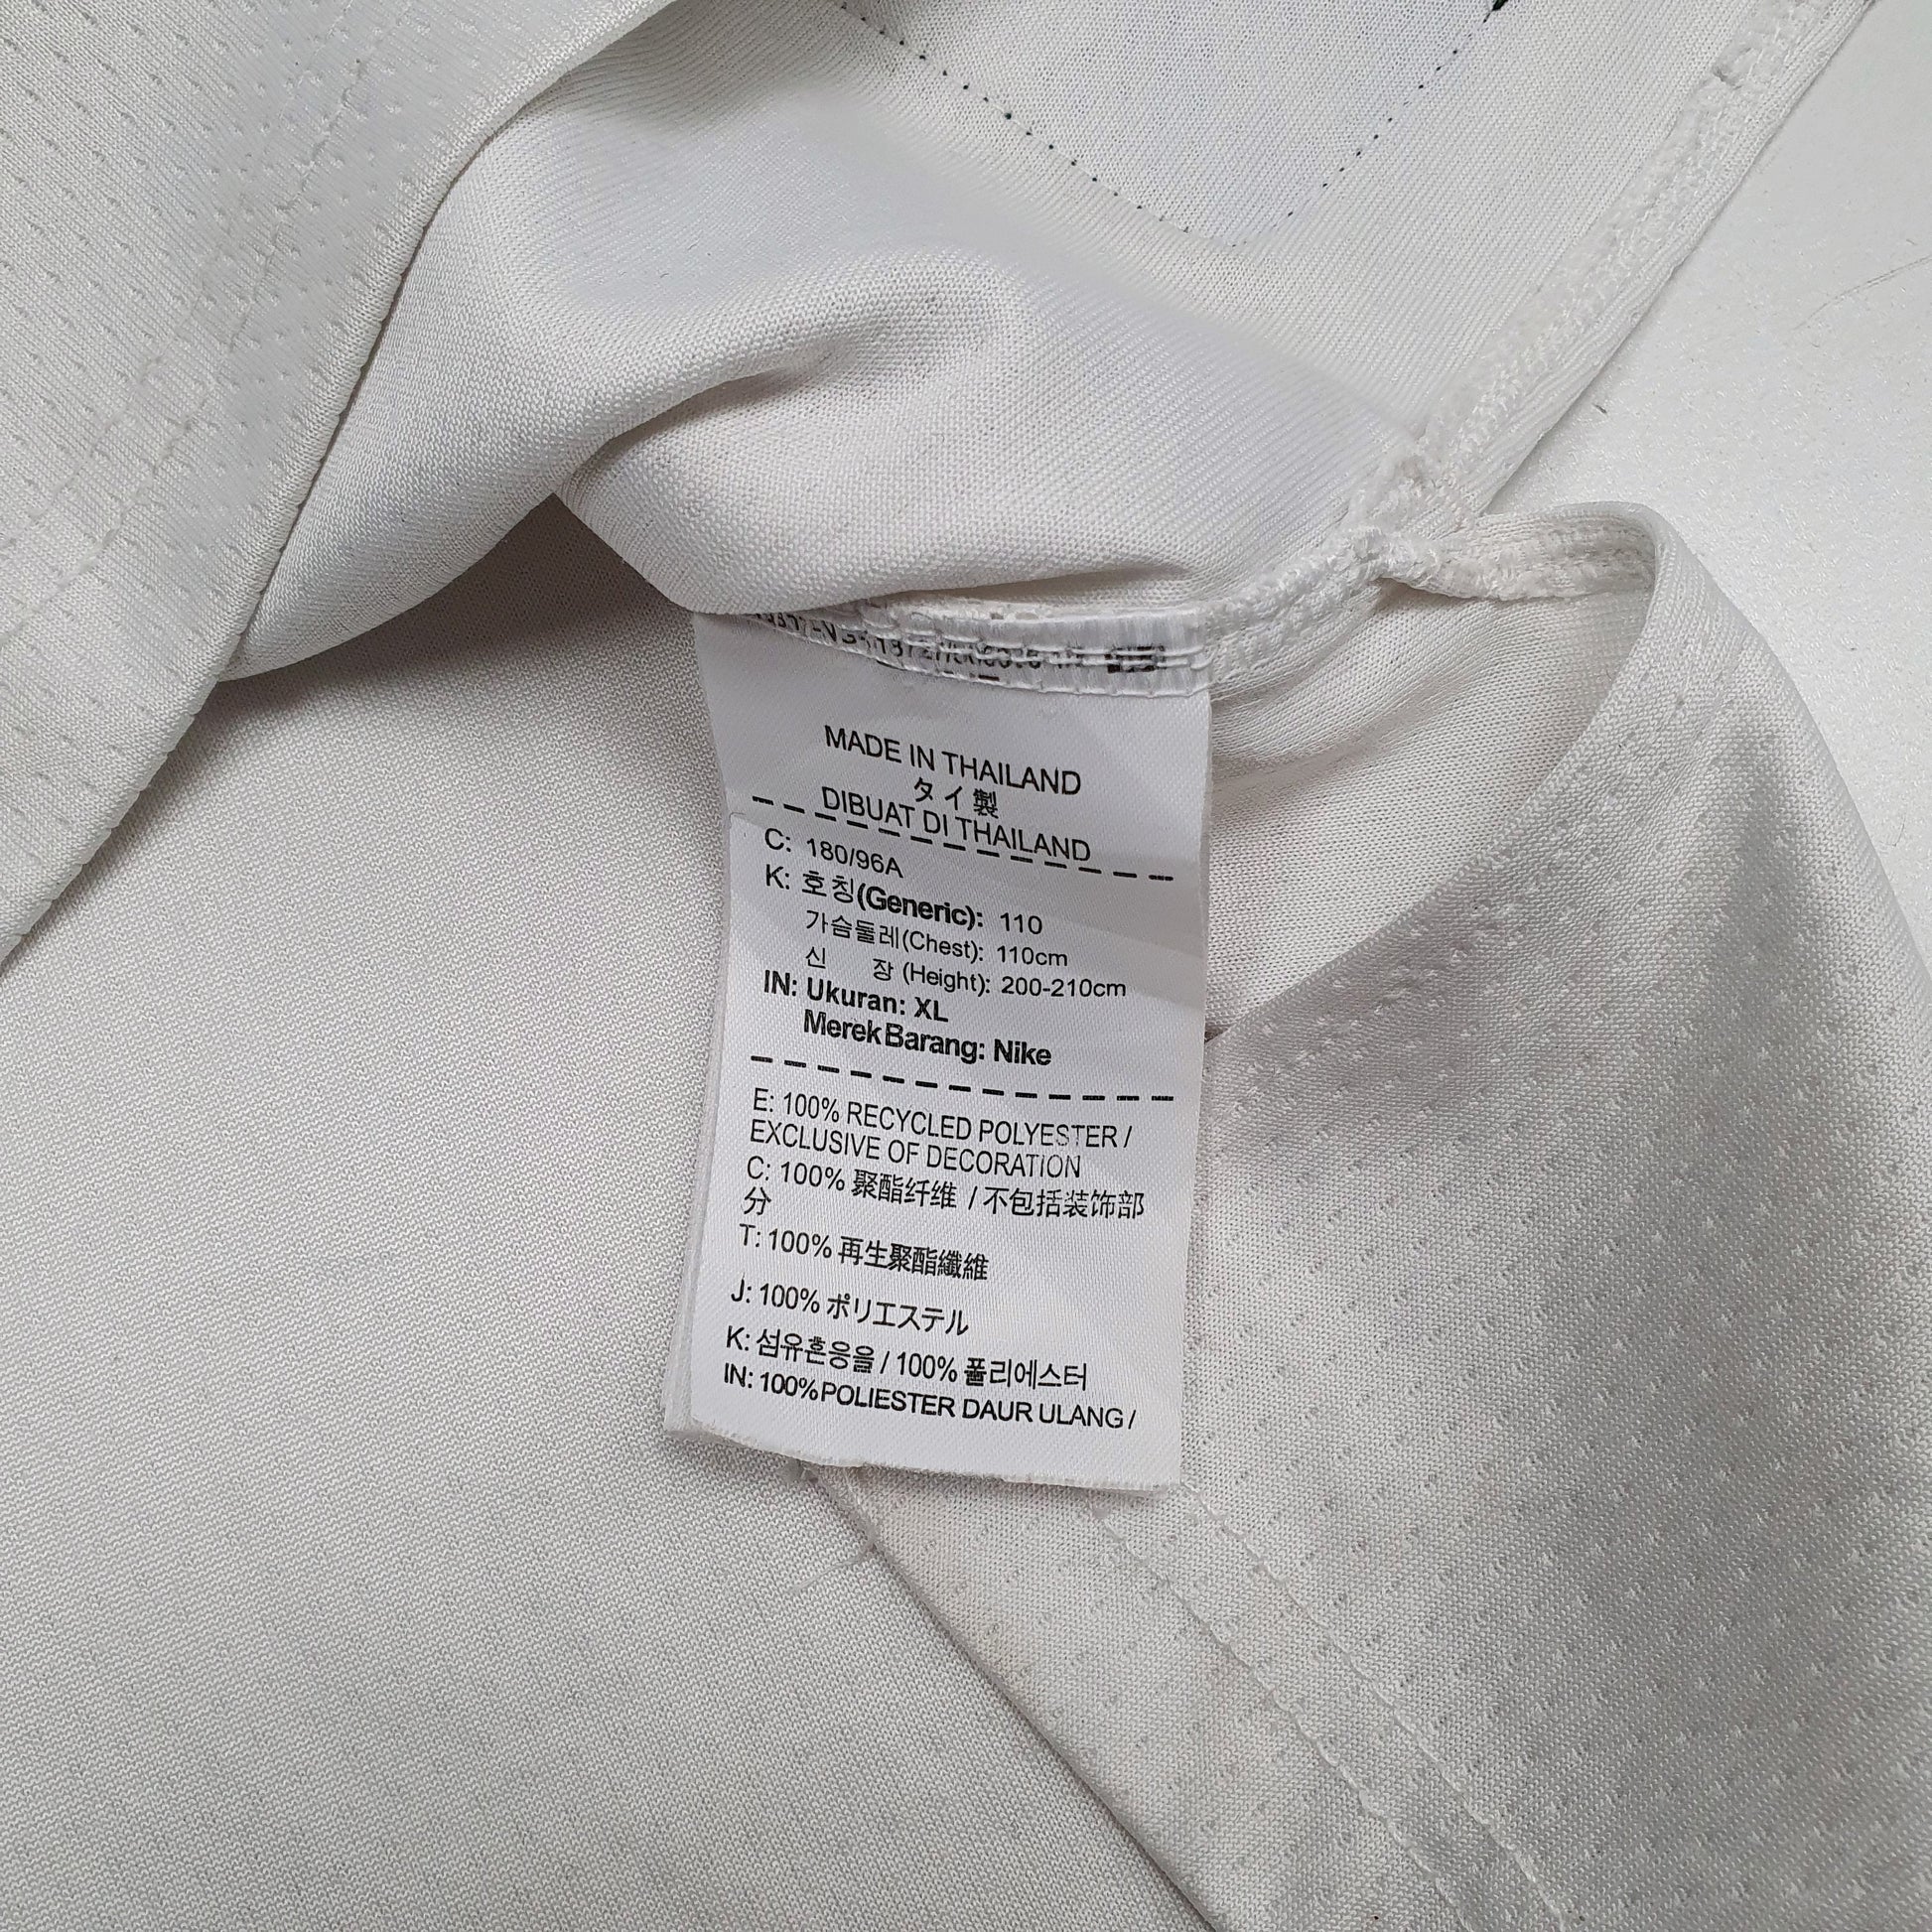 MADE IN THAILAND
タイ製
DIBUAT DI THAILAND
C: 180/96A
K: 호칭(Generic): 110
가슴둘레(Chest): 110cm
신 장 (Height): 200-210cm
IN: Ukuran: XL
Merek Barang: Nike
E: 100% RECYCLED POLYESTER /
EXCLUSIVE OF DECORATION
C: 100% 聚酯纤维 / 不包括装饰部
分
T: 100% 再生聚酯纖維
J: 100% ポリエステル
K: 섬유혼용율 / 100% 폴리에스터
IN: 100% POLIESTER DAUR ULANG /